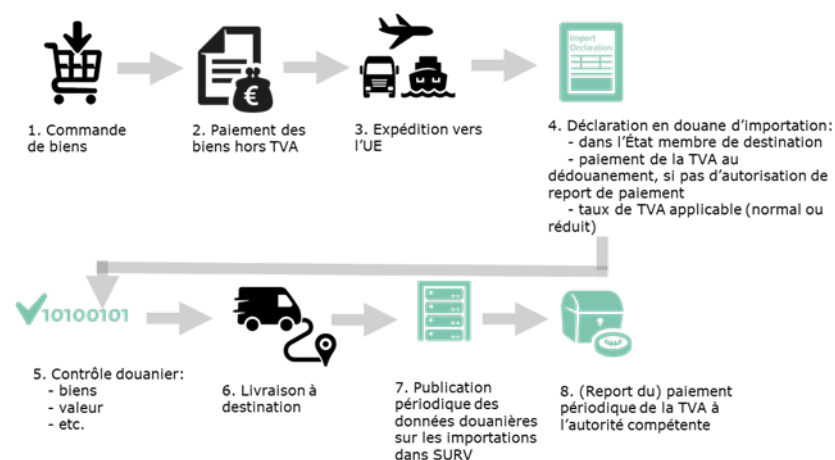 1. Commande
de biens
2. Paiement des
biens hors TVA
3. Expédition vers
l'UE
Import
Declaration
4. Déclaration en douane d'importation:
- dans l'État membre de destination
- paiement de la TVA au
dédouanement, si pas d'autorisation de
report de paiement
- taux de TVA applicable (normal ou
réduit)
10100101
5. Contrôle douanier:
- biens
- valeur
- etc.
6. Livraison à
destination
7. Publication
périodique des
données douanières
sur les importations
dans SURV
8. (Report du) paiement
périodique de la TVA à
l'autorité compétente